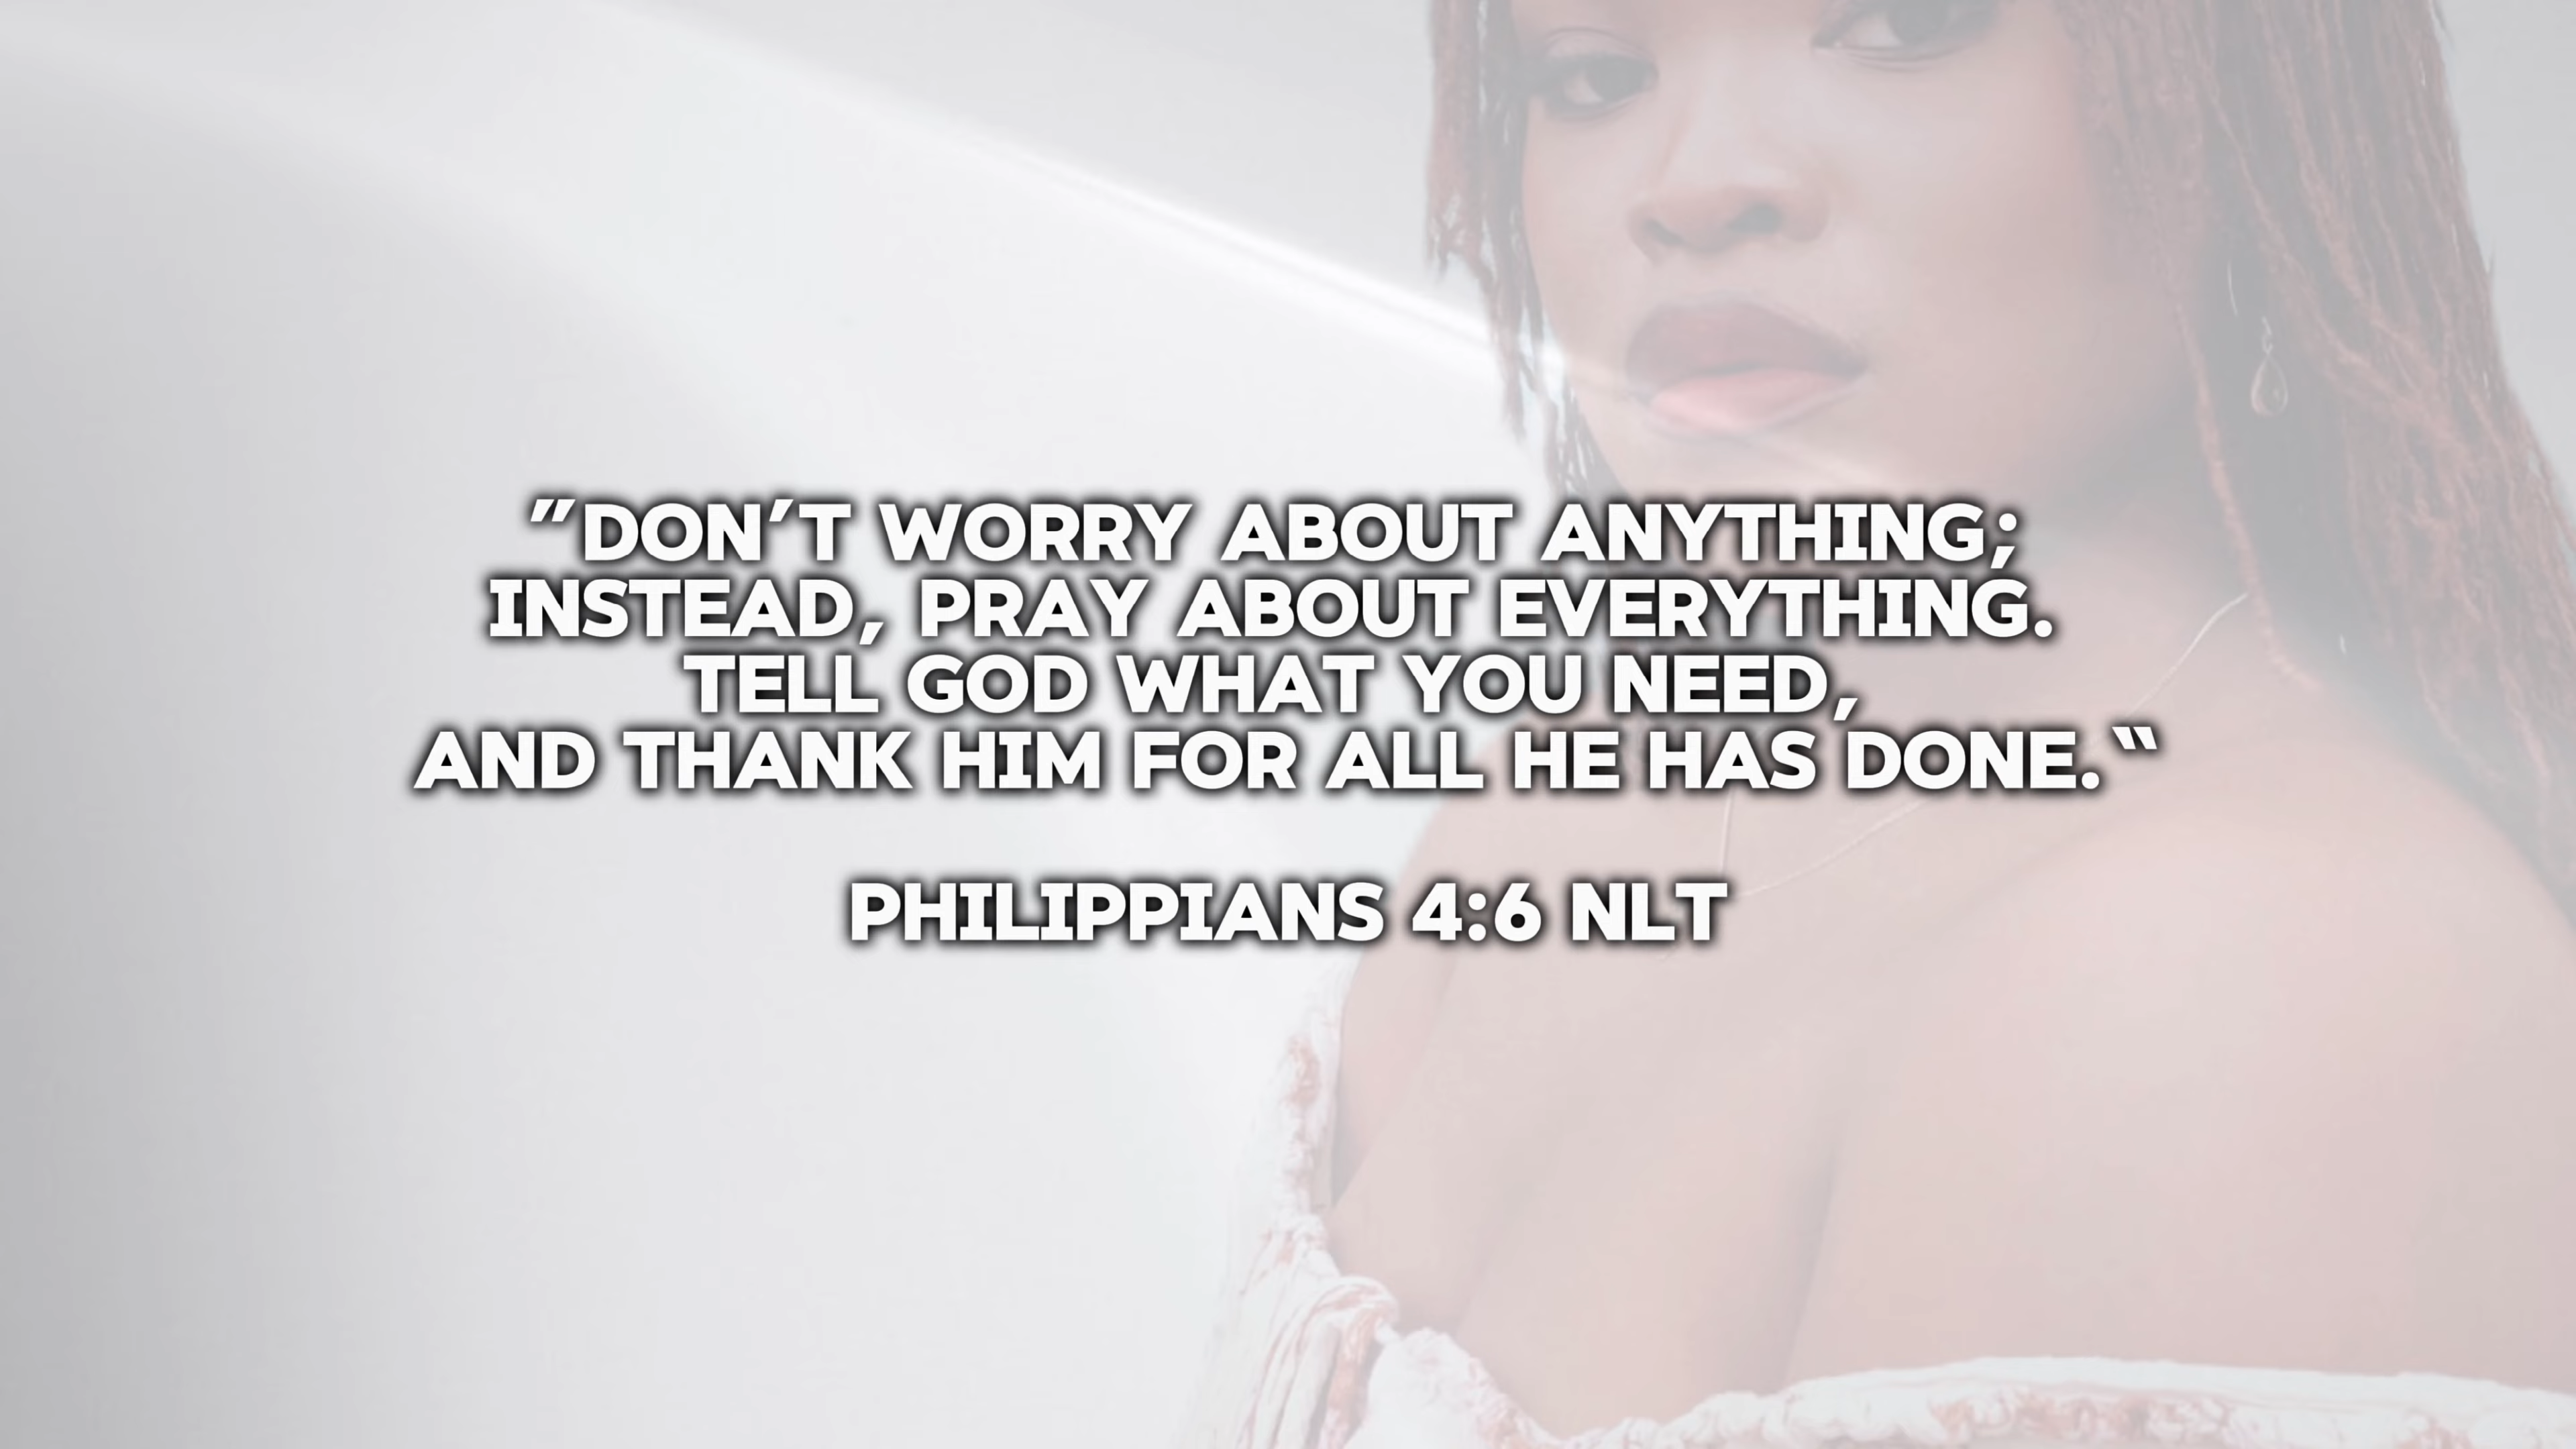 "DON'T WORRY ABOUT ANYTHING;
INSTEAD, PRAY ABOUT EVERYTHING.
TELL GOD WHAT YOU NEED,
AND THANK HIM FOR ALL HE HAS DONE."
PHILIPPIANS 4:6 NLT